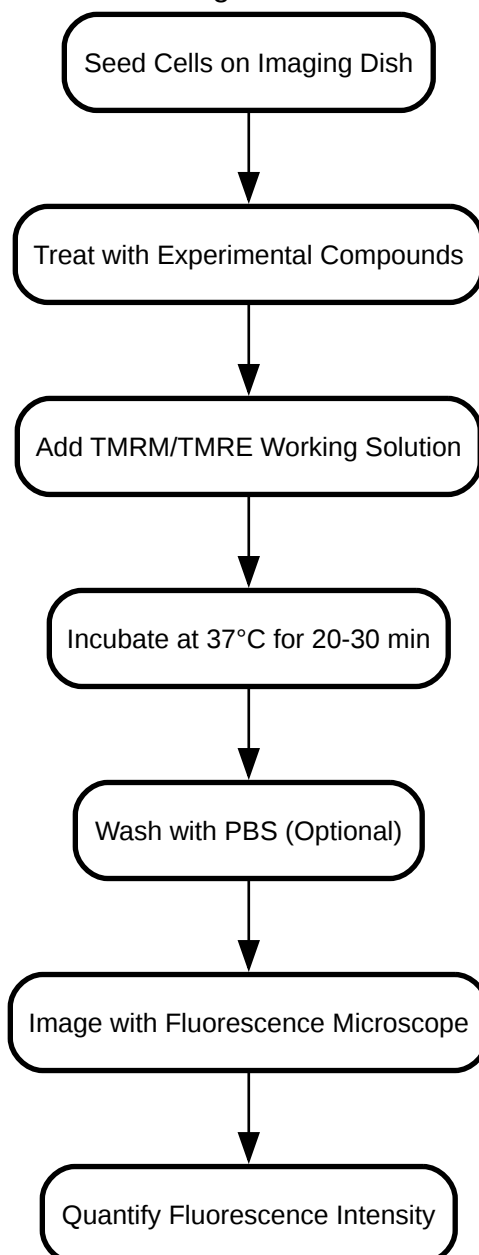 Seed Cells on Imaging Dish
Treat with Experimental Compounds
Add TMRM/TMRE Working Solution
Incubate at 37°C for 20-30 min
Wash with PBS (Optional)
Image with Fluorescence Microscope
Quantify Fluorescence Intensity